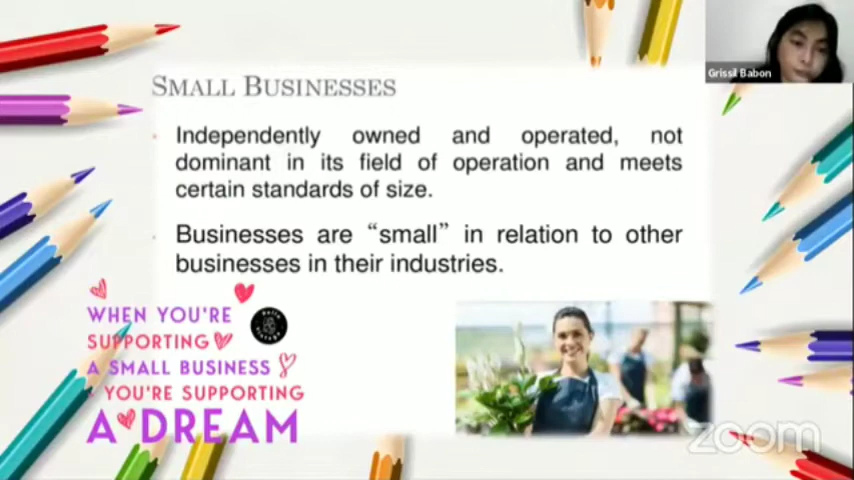 SMALL BUSINESSES
Grissil Babon
Independently owned and operated, not
dominant in its field of operation and meets
certain standards of size.
Businesses are “small” in relation to other
businesses in their industries.
WHEN YOU'RE
SUPPORTING
A SMALL BUSINESS
YOU'RE SUPPORTING
A DREAM
zoom